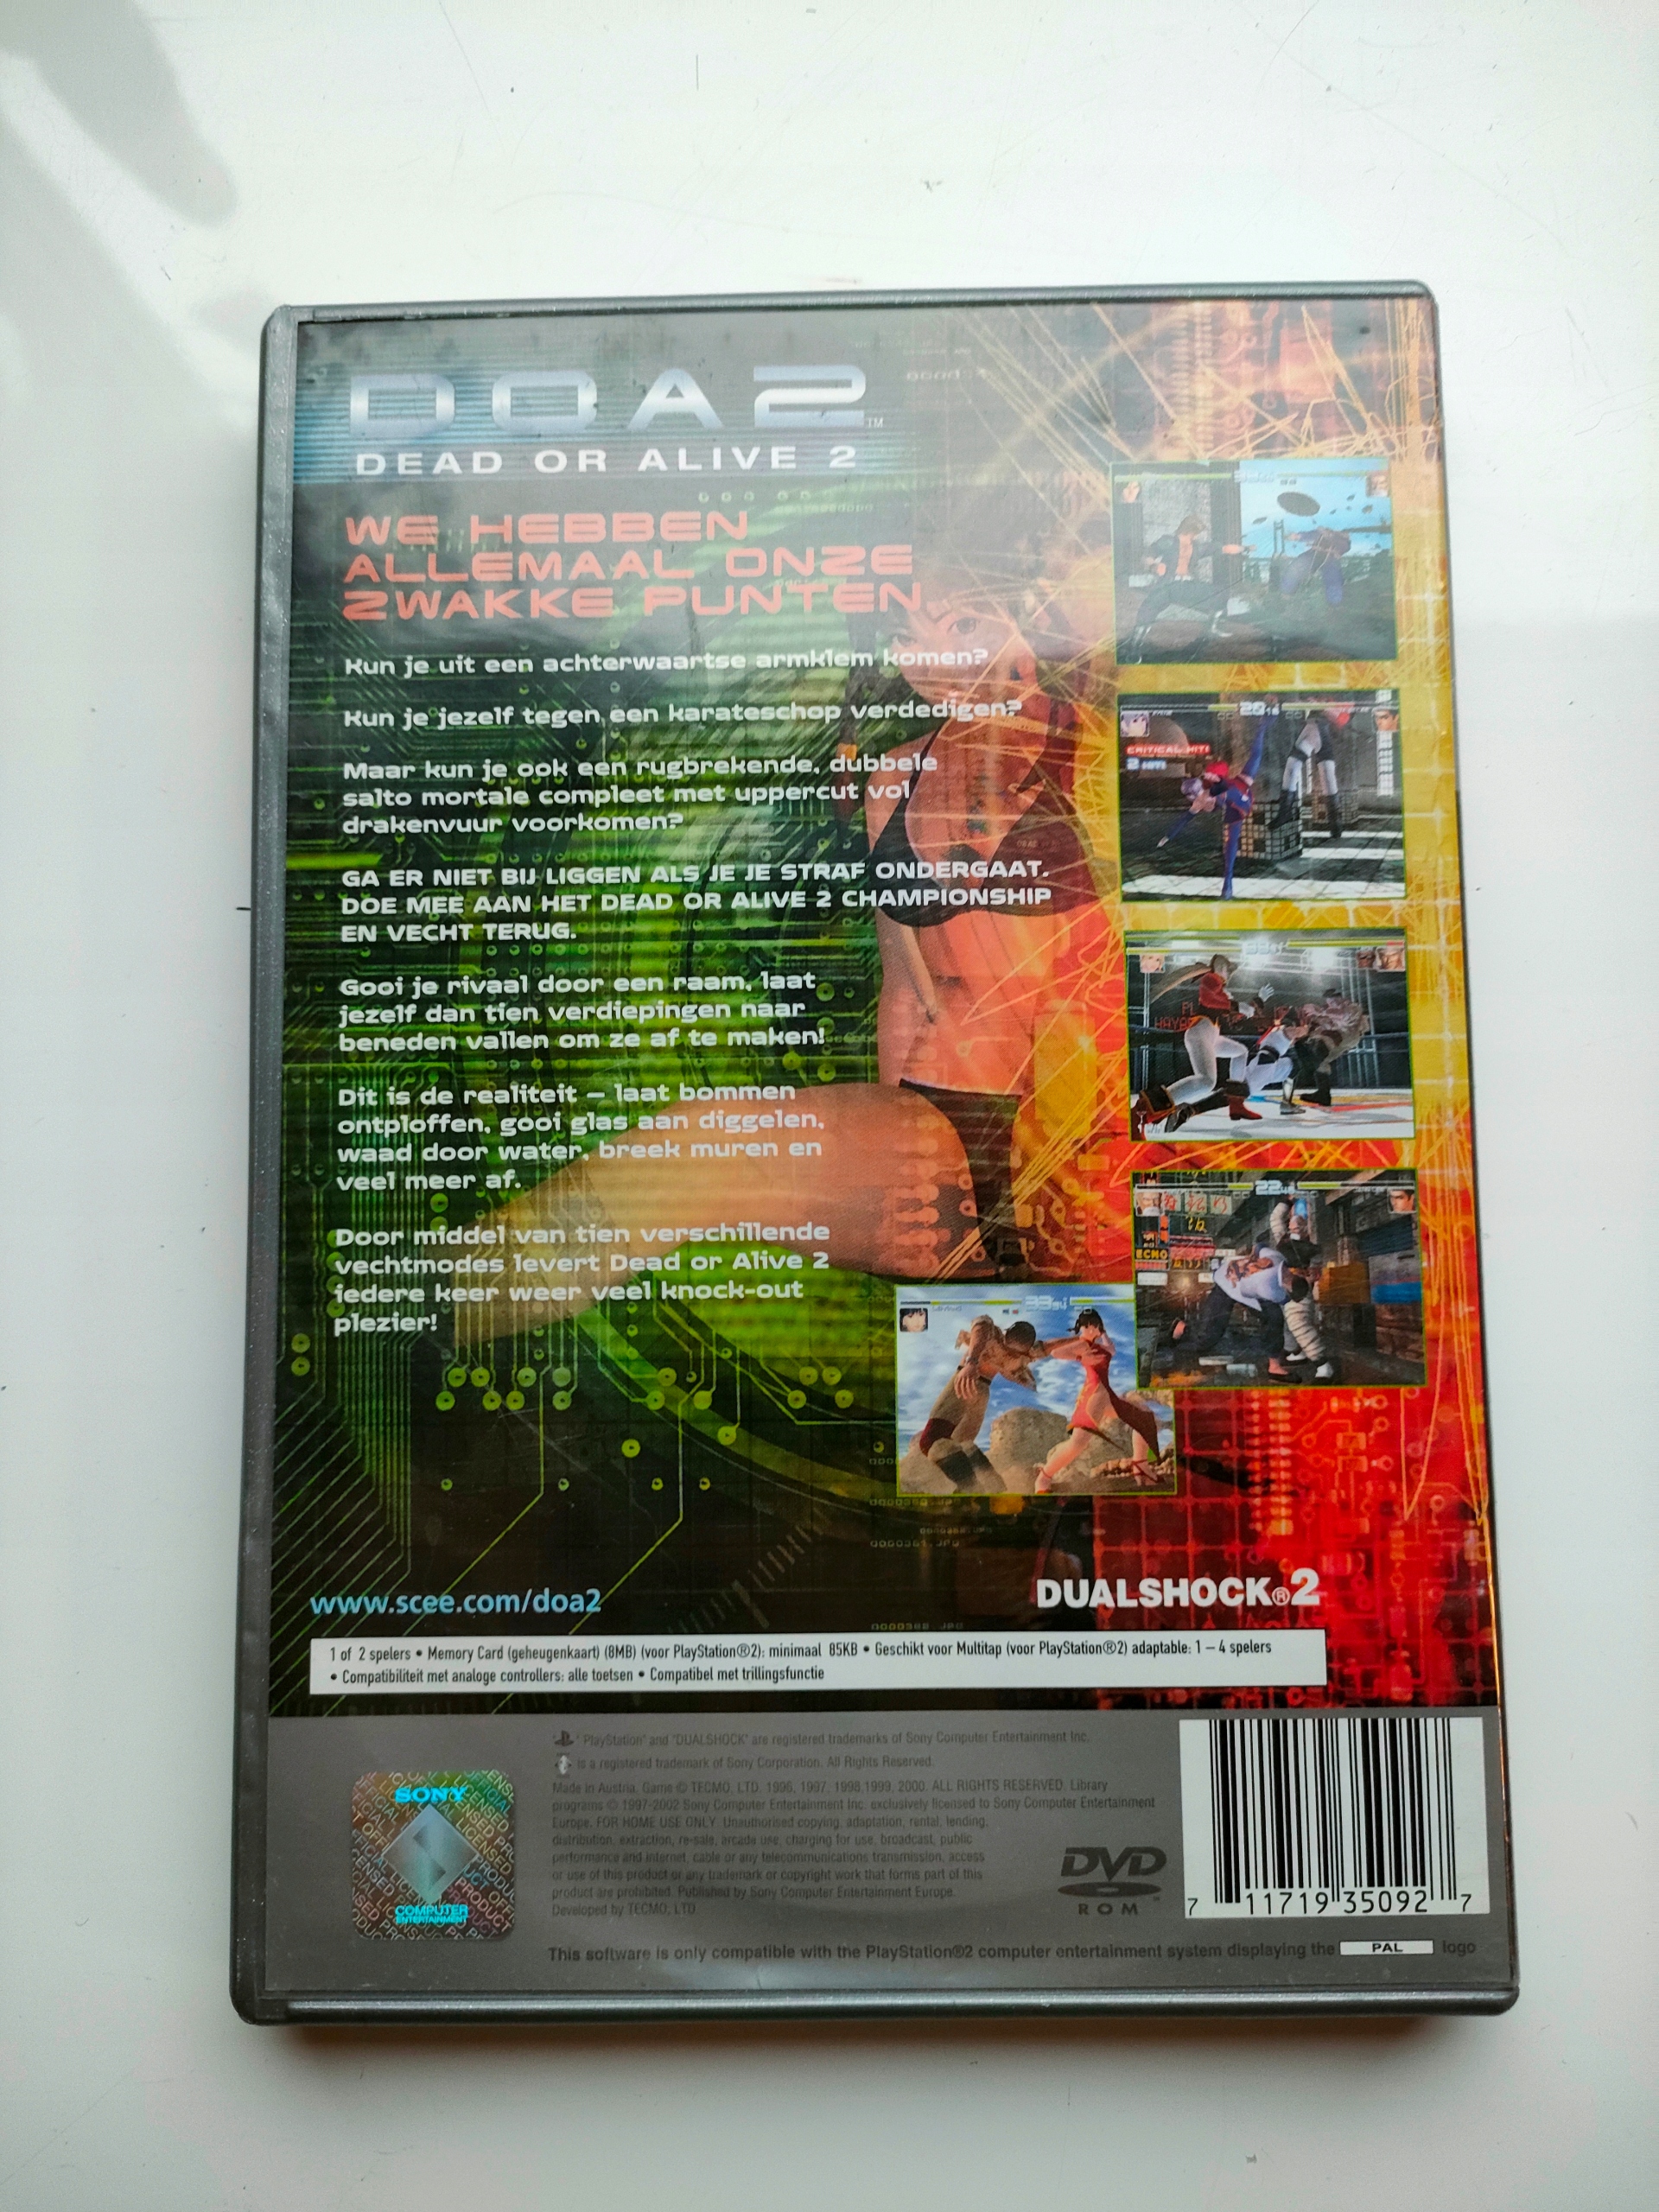 DOA2™
DEAD OR ALIVE 2
WE HEBBEN
ALLEMAAL ONZE
ZWAKKE PUNTEN
Kun je uit een achterwaartse armklem komen?
Kun je jezelf tegen een karateschop verdedigen?
Maar kun je ook een rugbrekende, dubbele
salto mortale compleet met uppercut vol
drakenvuur voorkomen?
GA ER NIET BIJ LIGGEN ALS JE JE STRAF ONDERGAAT.
DOE MEE AAN HET DEAD OR ALIVE 2 CHAMPIONSHIP
EN VECHT TERUG.
Gooi je rivaal door een raam, laat
jezelf dan tien verdiepingen naar
beneden vallen om ze af te maken!
Dit is de realiteit – laat bommen
ontploffen, gooi glas aan diggelen,
waad door water, breek muren en
veel meer af.
Door middel van tien verschillende
vechtmodes levert Dead or Alive 2
iedere keer weer veel knock-out
plezier!
CRITICAL HIT!
www.scee.com/doa2
DUALSHOCK®2
1 of 2 spelers • Memory Card (geheugenkaart) (8MB) (voor PlayStation®2): minimaal 85KB • Geschikt voor Multitap (voor PlayStation®2) adaptable: 1 – 4 spelers
• Compatibiliteit met analoge controllers: alle toetsen • Compatibel met trillingsfunctie
" PlayStation" and "DUALSHOCK" are registered trademarks of Sony Computer Entertainment Inc.
is a registered trademark of Sony Corporation. All Rights Reserved.
Made in Austria. Game © TECMO, LTD. 1996, 1997, 1998,1999, 2000. ALL RIGHTS RESERVED. Library
programs © 1997-2002 Sony Computer Entertainment Inc. exclusively licensed to Sony Computer Entertainment
Europe. FOR HOME USE ONLY. Unauthorised copying, adaptation, rental, lending,
distribution, extraction, re-sale, arcade use, charging for use, broadcast, public
performance and internet, cable or any telecommunications transmission, access
or use of this product or any trademark or copyright work that forms part of this
product are prohibited. Published by Sony Computer Entertainment Europe.
Developed by TECMO, LTD
SONY
COMPUTER
ENTERTAINMENT
DVD
ROM
7 11719 35092 7
This software is only compatible with the PlayStation®2 computer entertainment system displaying the PAL logo